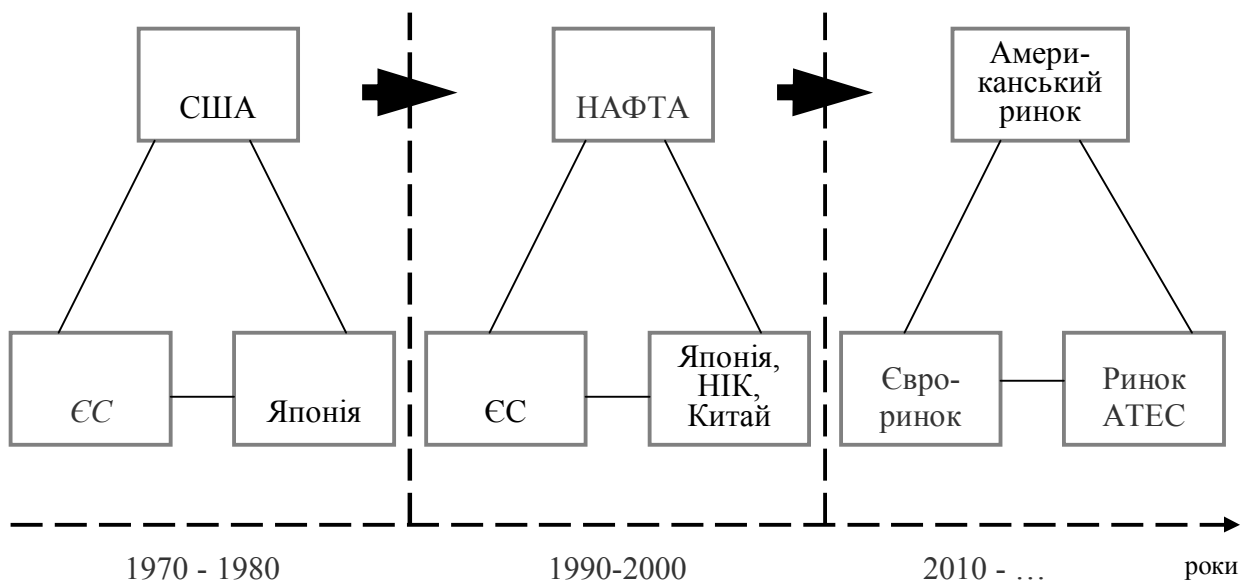 США
ЄС
Японія
НАФТА
ЄС
Японія,
НІК,
Китай
Амери-
канський
ринок
Євро-
ринок
Ринок
АТЕС
1970 - 1980
1990-2000
2010 - …
роки